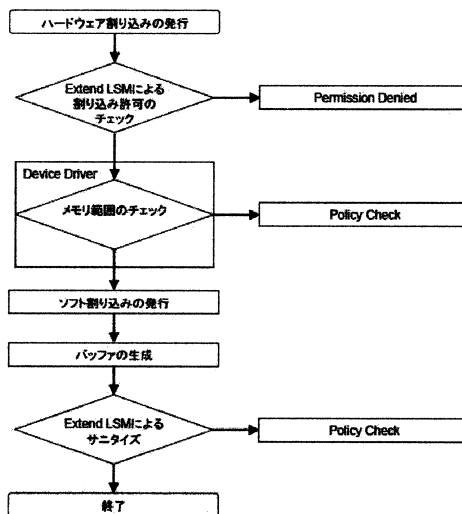 ハードウェア割り込みの発行
Extend LSMによる
割り込み許可の
チェック
Permission Denied
Device Driver
メモリ範囲のチェック
Policy Check
ソフト割り込みの発行
バッファの生成
Extend LSMによる
サニタイズ
Policy Check
終了